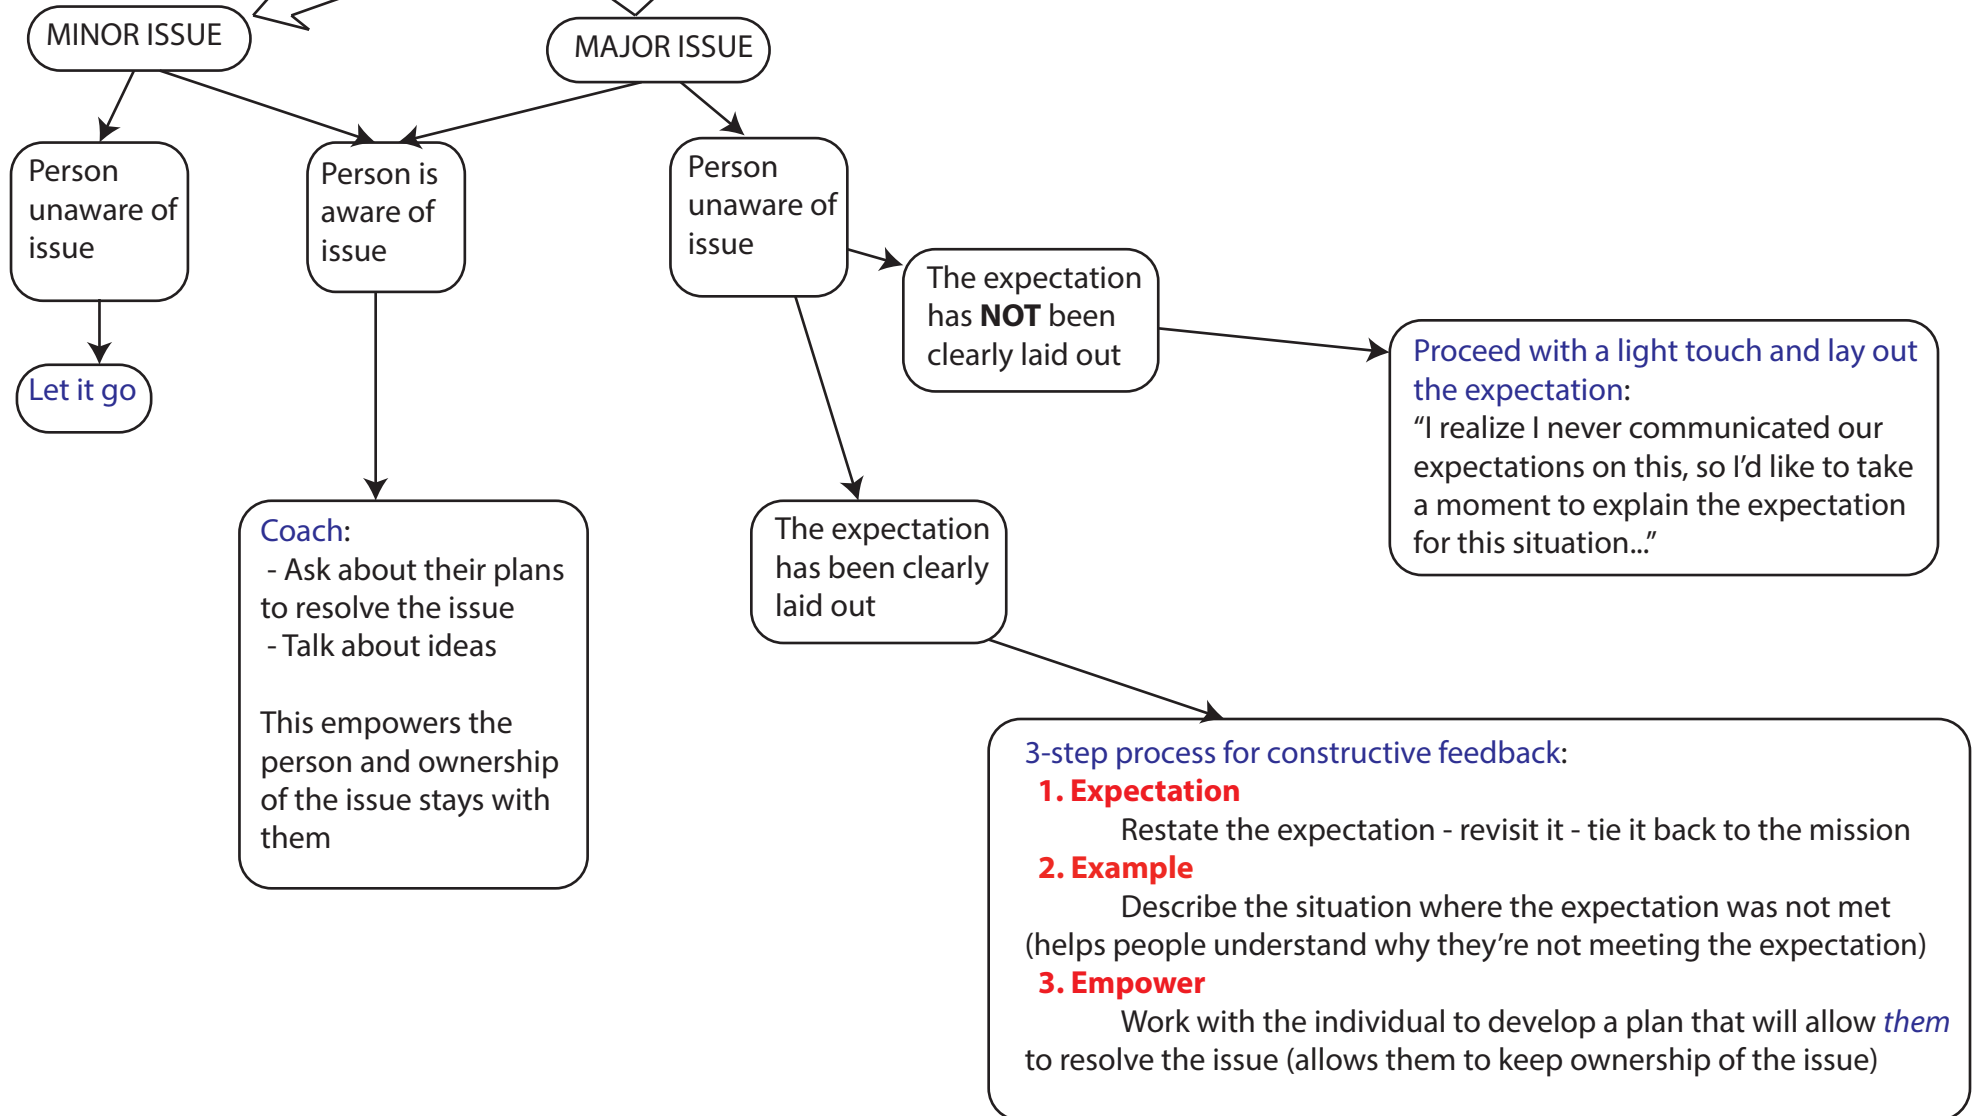 MINOR ISSUE
MAJOR ISSUE
Person
unaware of
issue
Person is
aware of
issue
Person
unaware of
issue
The expectation
has NOT been
clearly laid out
Let it go
Proceed with a light touch and lay out
the expectation:
“I realize I never communicated our
expectations on this, so I’d like to take
a moment to explain the expectation
for this situation...”
Coach:
- Ask about their plans
to resolve the issue
- Talk about ideas
This empowers the
person and ownership
of the issue stays with
them
The expectation
has been clearly
laid out
3-step process for constructive feedback:
1. Expectation
Restate the expectation - revisit it - tie it back to the mission
2. Example
Describe the situation where the expectation was not met
(helps people understand why they’re not meeting the expectation)
3. Empower
Work with the individual to develop a plan that will allow them
to resolve the issue (allows them to keep ownership of the issue)